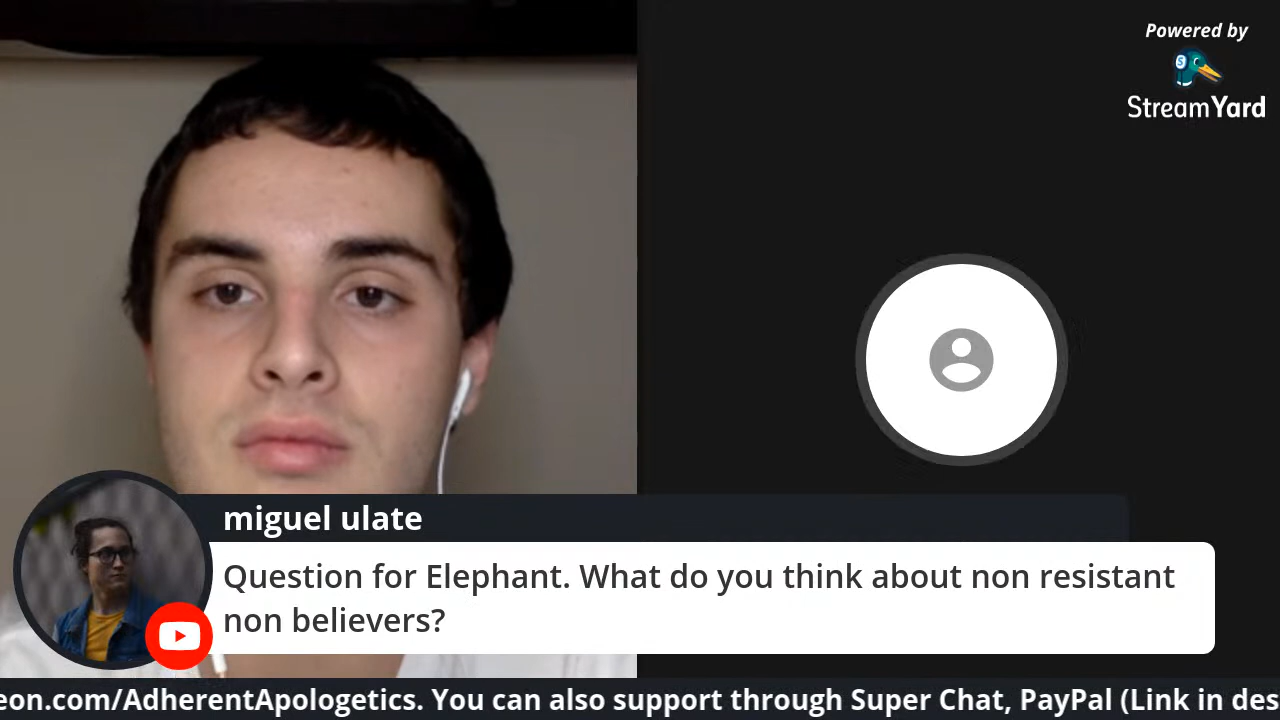 Powered by
StreamYard
miguel ulate
Question for Elephant. What do you think about non resistant
non believers?
eon.com/AdherentApologetics. You can also support through Super Chat, PayPal (Link in des